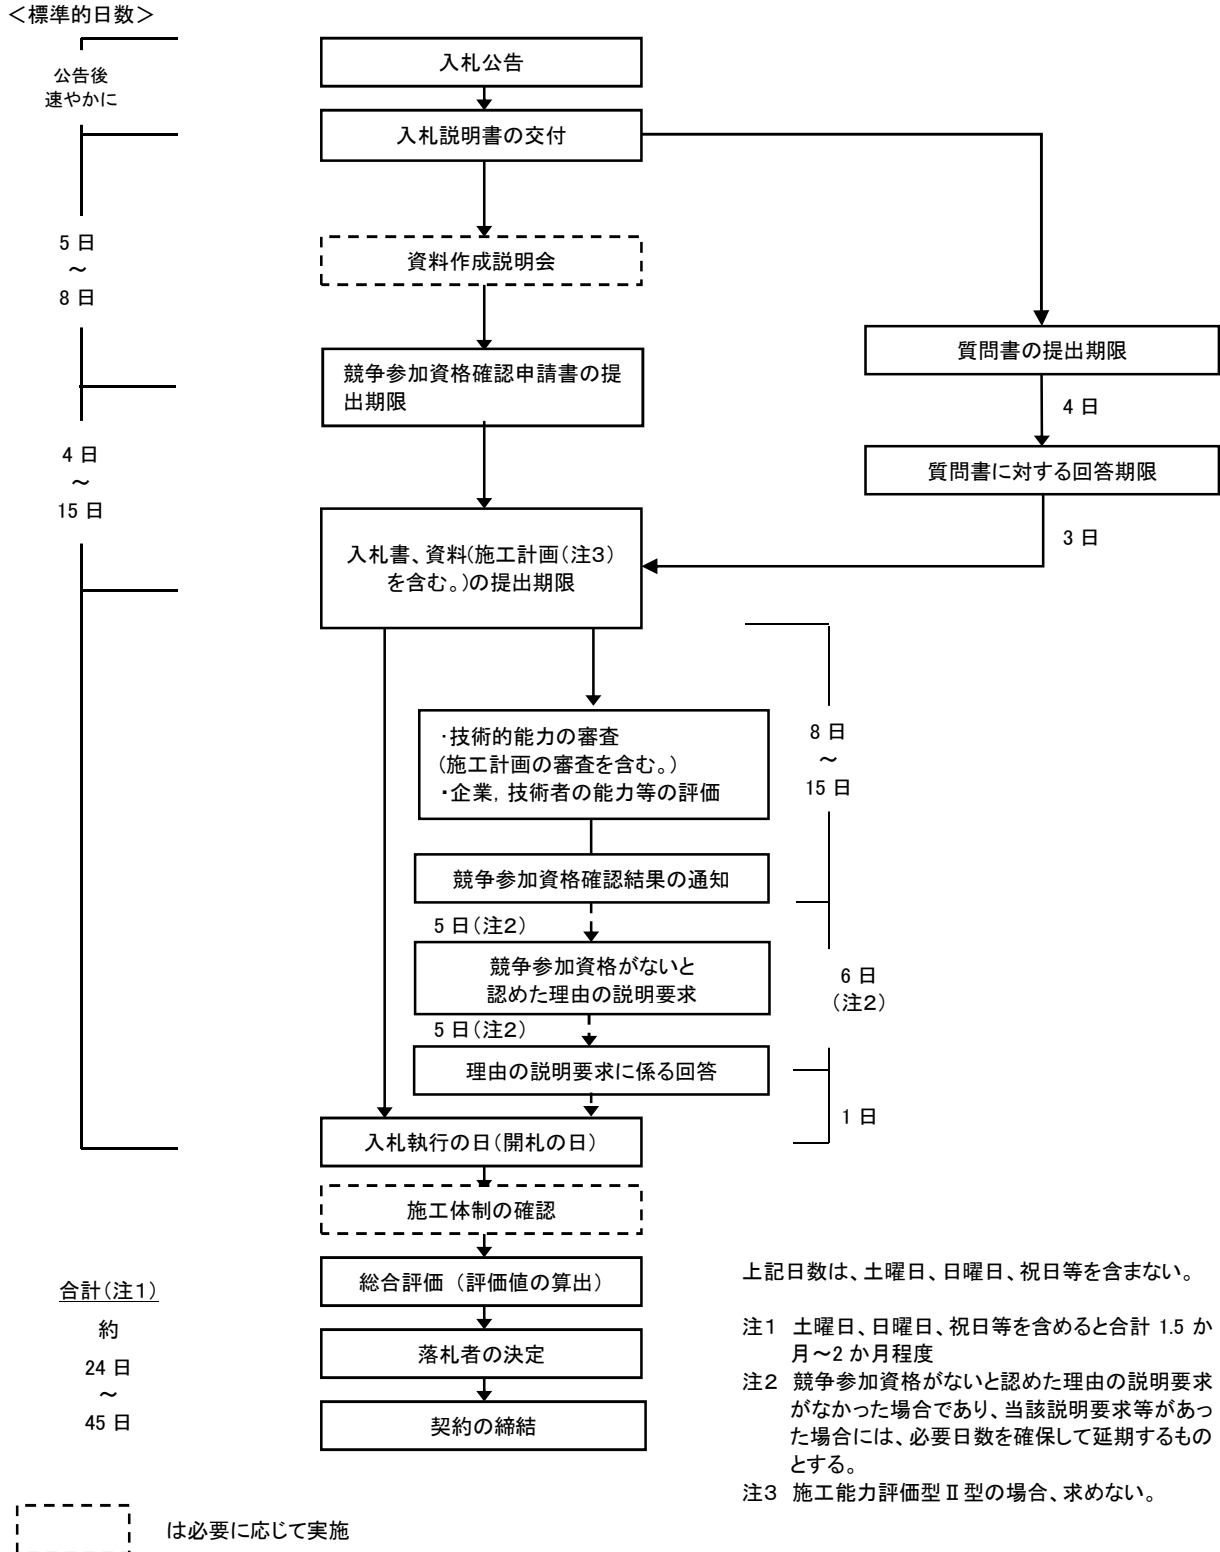 ＜標準的日数＞
公告後
速やかに
5 日
～
8 日
4 日
～
15 日
入札公告
入札説明書の交付
資料作成説明会
競争参加資格確認申請書の提
出期限
質問書の提出期限
4 日
質問書に対する回答期限
3 日
入札書、資料(施工計画(注3)
を含む。)の提出期限
・技術的能力の審査
(施工計画の審査を含む。)
・企業，技術者の能力等の評価
8 日
～
15 日
競争参加資格確認結果の通知
5 日(注2)
競争参加資格がないと
認めた理由の説明要求
6 日
(注2)
5 日(注2)
理由の説明要求に係る回答
1 日
入札執行の日(開札の日)
施工体制の確認
総合評価（評価値の算出）
落札者の決定
契約の締結
合計(注1)
約
24 日
～
45 日
上記日数は、土曜日、日曜日、祝日等を含まない。
注1 土曜日、日曜日、祝日等を含めると合計 1.5 か
月～2 か月程度
注2 競争参加資格がないと認めた理由の説明要求
がなかった場合であり、当該説明要求等があっ
た場合には、必要日数を確保して延期するもの
とする。
注3 施工能力評価型Ⅱ型の場合、求めない。
は必要に応じて実施